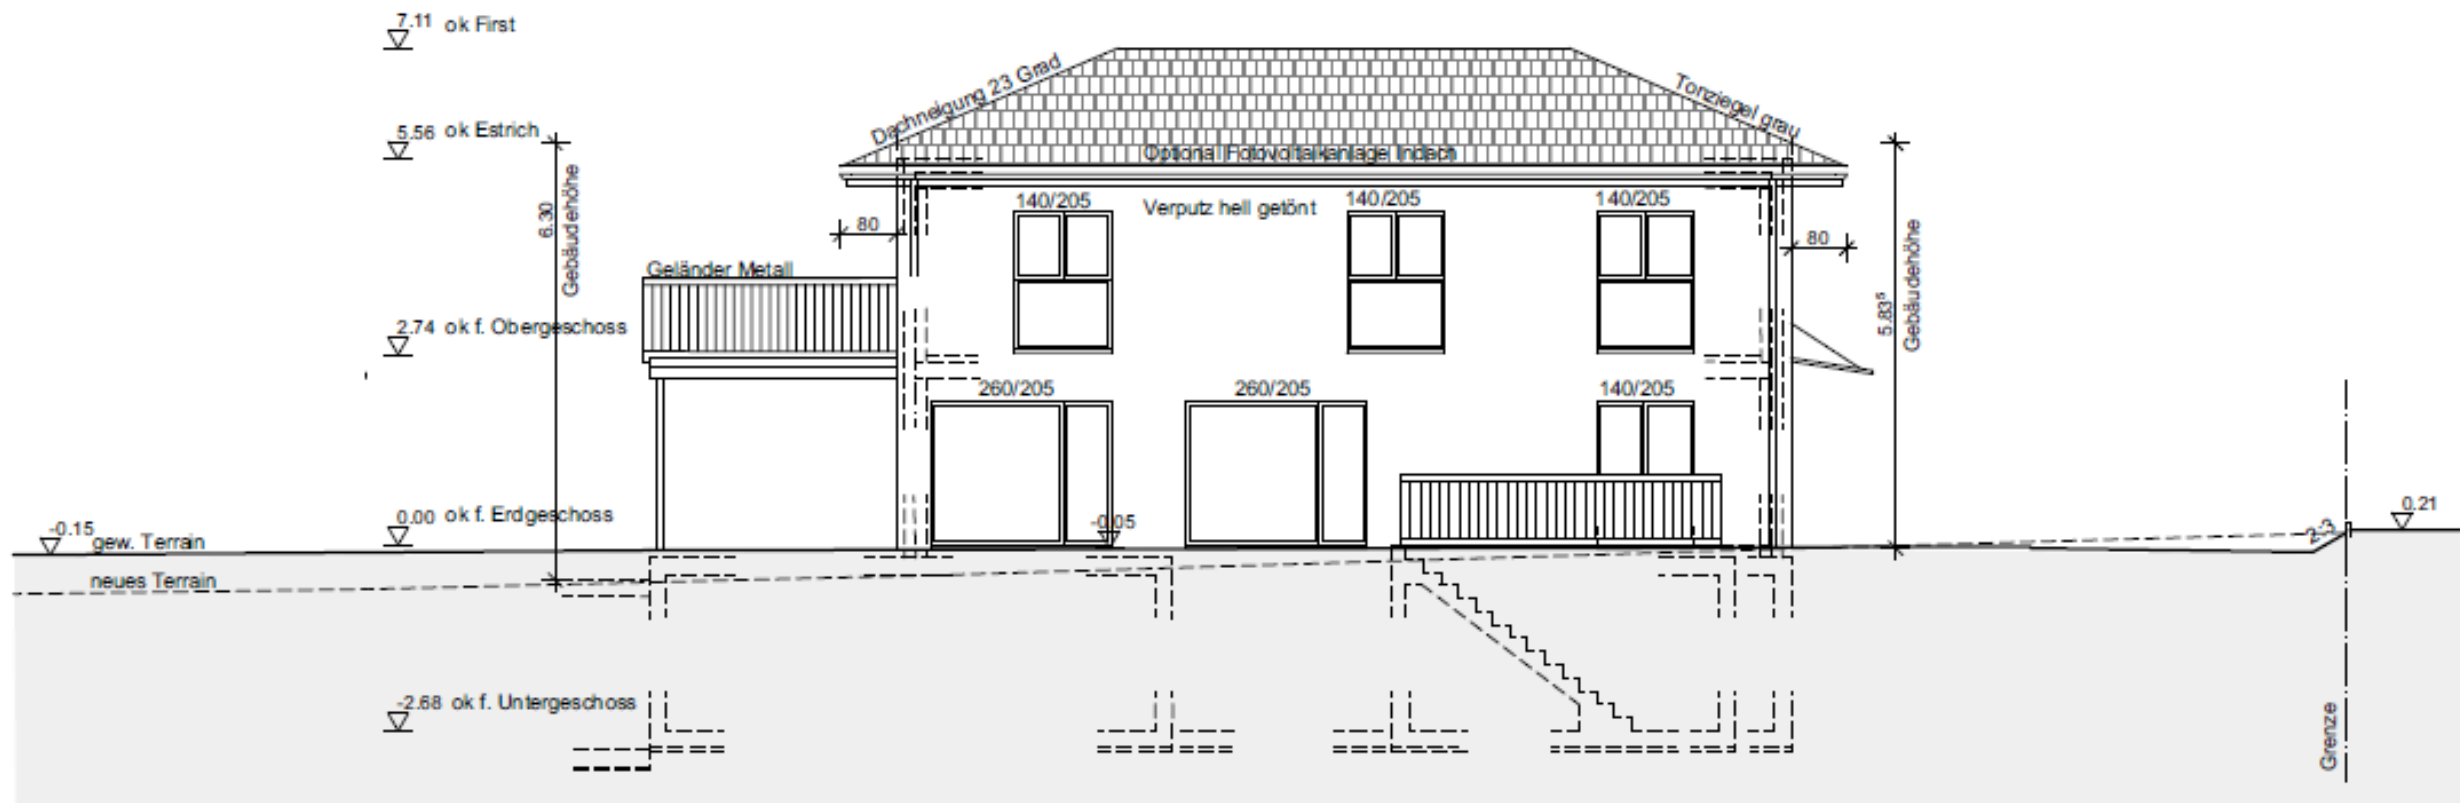 7.11 ok First
Dachneigung 23 Grad
Tonziegel grau
5.56 ok Estrich
Optional Fotovoltaikanlage Indach
6.30
Gebäudehöhe
140/205
140/205
140/205
Verputz hell getönt
80
80
Geländer Metall
5.83⁵
Gebäudehöhe
2.74 ok f. Obergeschoss
260/205
260/205
140/205
0.00 ok f. Erdgeschoss
-0.15
gew. Terrain
-0.05
2:3
0.21
neues Terrain
-2.68 ok f. Untergeschoss
Grenze